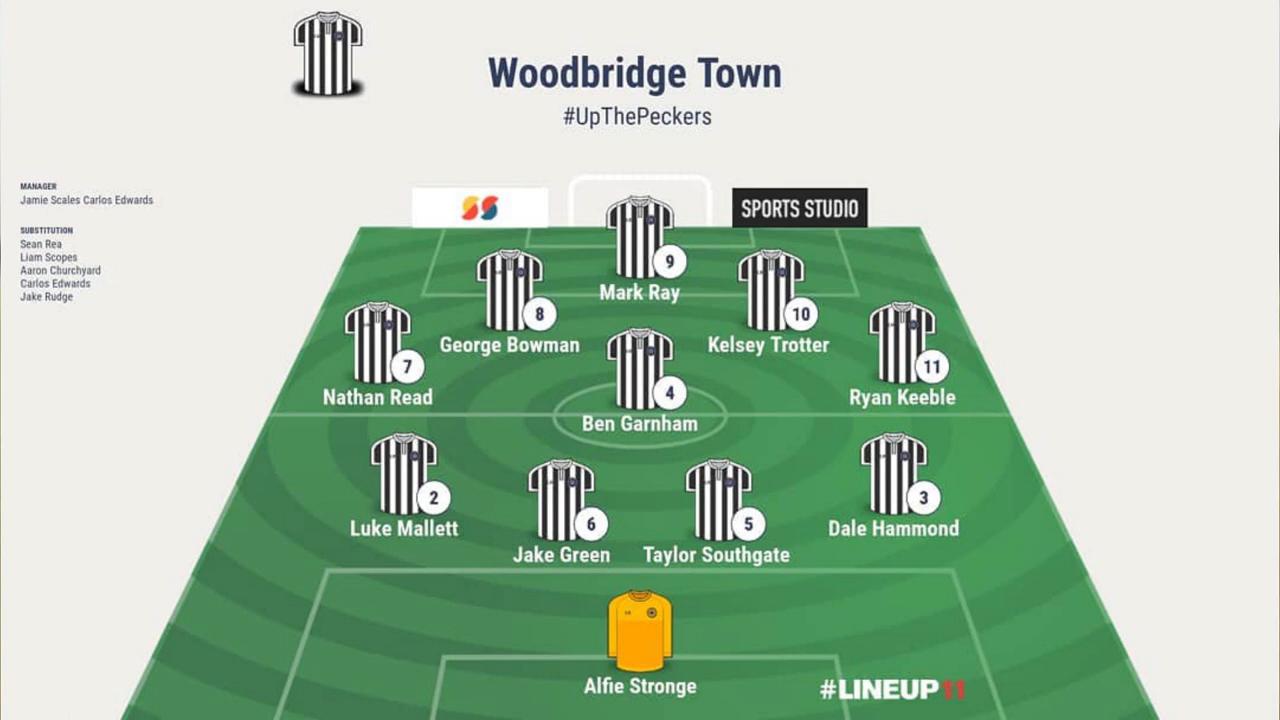 Woodbridge Town
#UpThePeckers
MANAGER
Jamie Scales Carlos Edwards
SUBSTITUTION
Sean Rea
Liam Scopes
Aaron Churchyard
Carlos Edwards
Jake Rudge
SPORTS STUDIO
9
Mark Ray
8
George Bowman
10
Kelsey Trotter
7
Nathan Read
11
Ryan Keeble
4
Ben Garnham
2
Luke Mallett
3
Dale Hammond
6
Jake Green
5
Taylor Southgate
Alfie Stronge
#LINEUP11